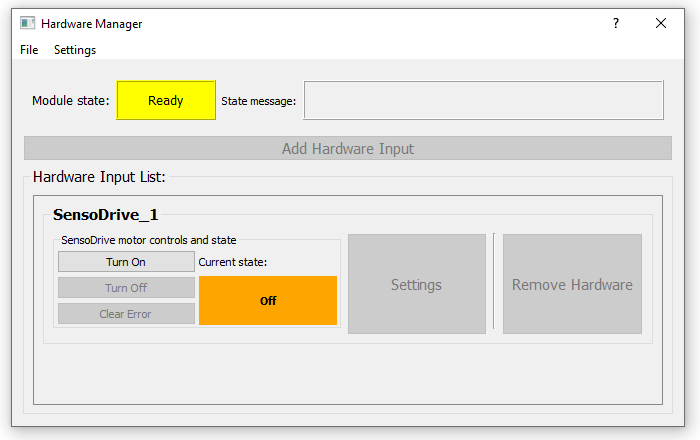 Hardware Manager
?
File Settings
Module state: Ready State message:
Add Hardware Input
Hardware Input List:
SensoDrive_1
SensoDrive motor controls and state
Turn On Current state:
Turn Off
Off
Clear Error
Settings
Remove Hardware